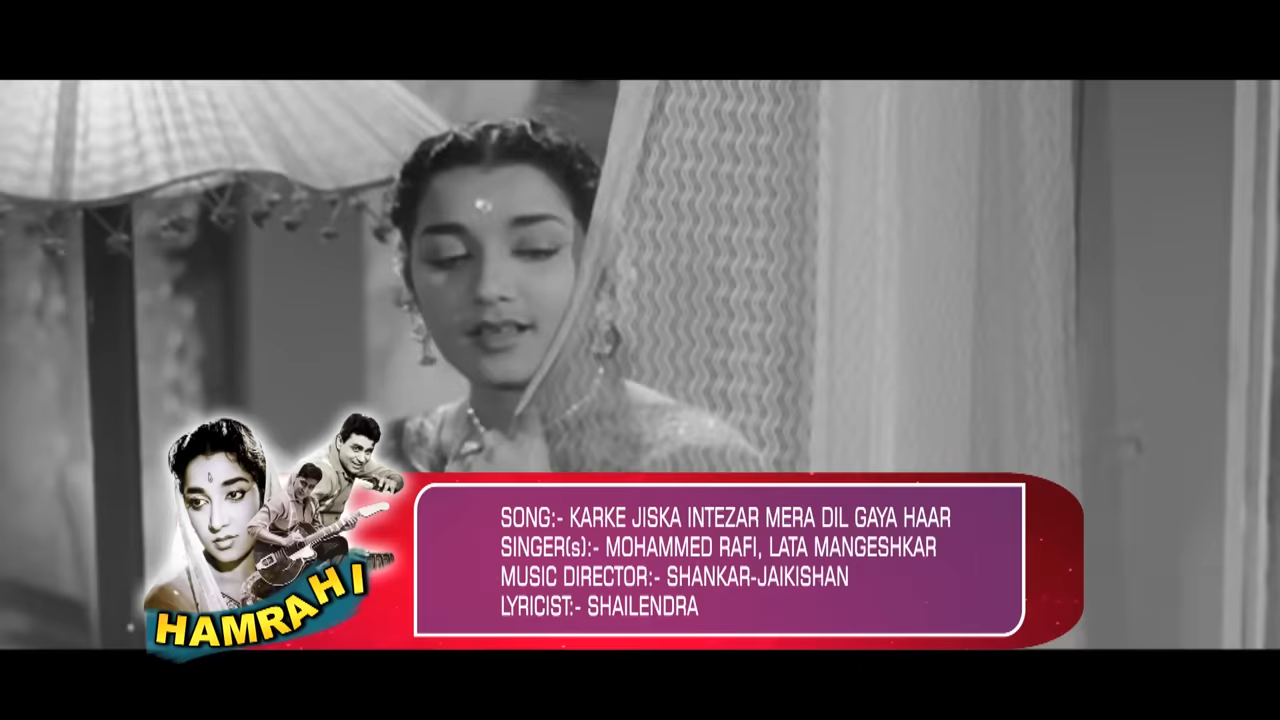 HAMRAHI
SONG:- KARKE JISKA INTEZAR MERA DIL GAYA HAAR
SINGER(s):- MOHAMMED RAFI, LATA MANGESHKAR
MUSIC DIRECTOR:- SHANKAR-JAIKISHAN
LYRICIST:- SHAILENDRA